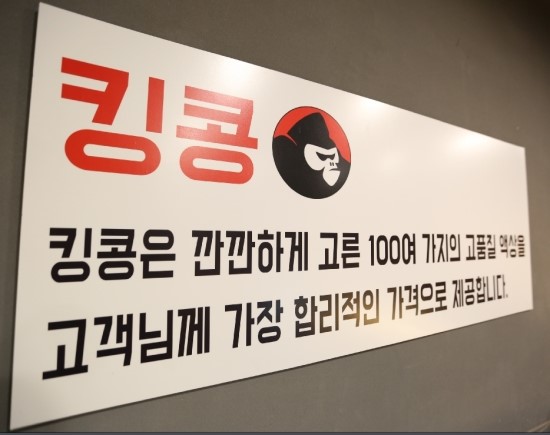 킹콩
킹콩은 깐깐하게 고른 100여 가지의 고품질 액상을
고객님께 가장 합리적인 가격으로 제공합니다.